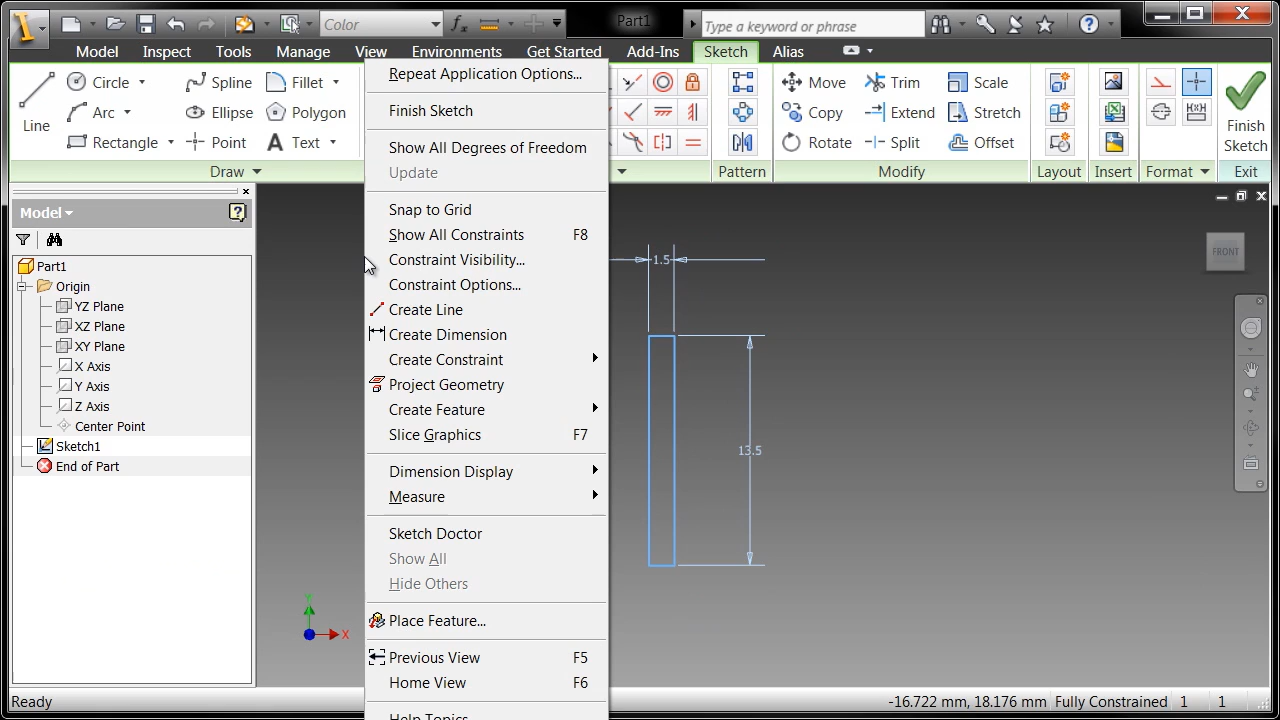 Color
Part1
Type a keyword or phrase
Model
Inspect
Tools
Manage
View
Environments
Get Started
Add-Ins
Sketch
Alias
Line
Circle
Arc
Rectangle
Spline
Ellipse
Point
Fillet
Polygon
Text
Draw
Move
Copy
Rotate
Trim
Extend
Split
Scale
Stretch
Offset
Finish
Sketch
Pattern
Modify
Layout
Insert
Format
Exit
Model
Part1
Origin
YZ Plane
XZ Plane
XY Plane
X Axis
Y Axis
Z Axis
Center Point
Sketch1
End of Part
Repeat Application Options...
Finish Sketch
Show All Degrees of Freedom
Update
Snap to Grid
Show All Constraints F8
Constraint Visibility...
Constraint Options...
Create Line
Create Dimension
Create Constraint
Project Geometry
Create Feature
Slice Graphics F7
Dimension Display
Measure
Sketch Doctor
Show All
Hide Others
Place Feature...
Previous View F5
Home View F6
Help Topics
1.5
13.5
FRONT
Y
X
Ready
-16.722 mm, 18.176 mm Fully Constrained 1 1